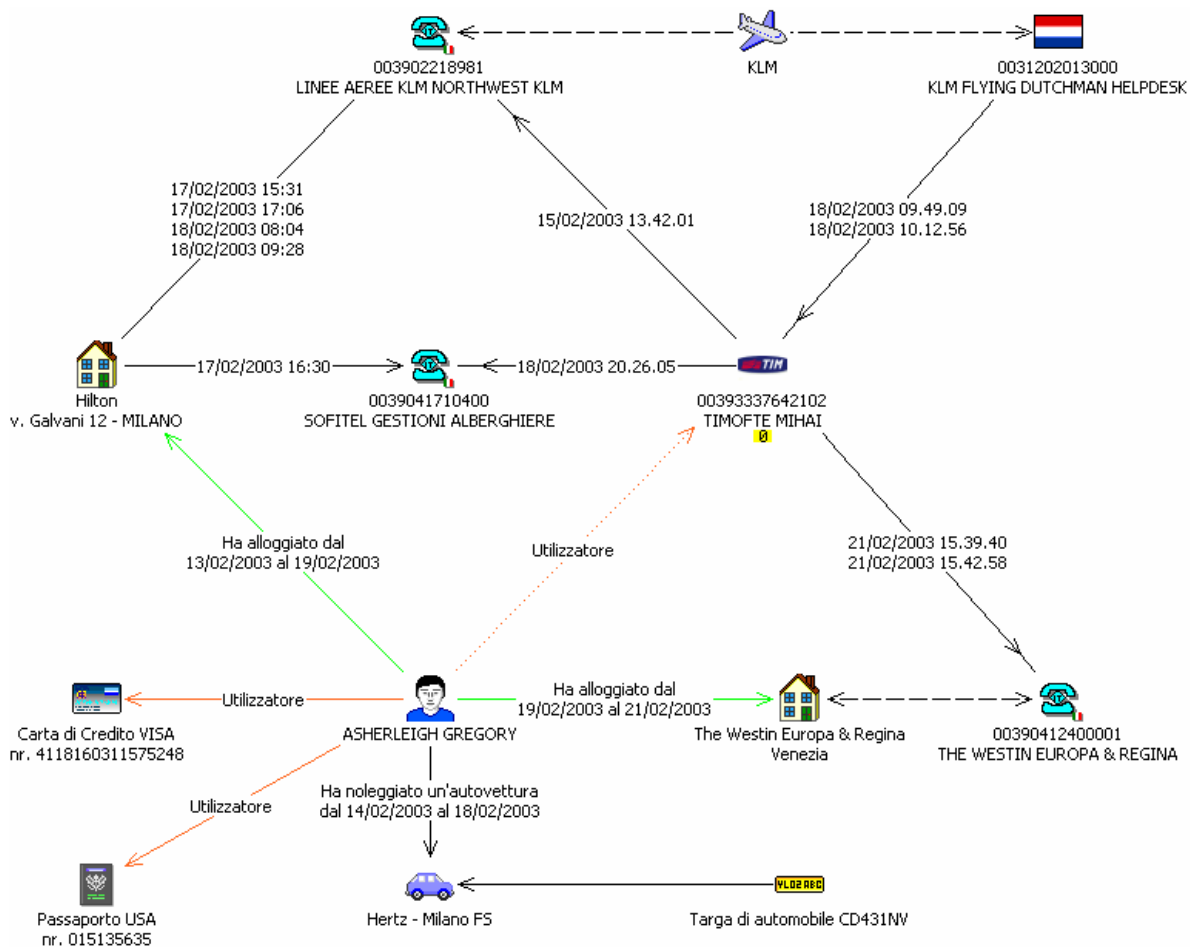 003902218981
LINEE AEREE KLM NORTHWEST KLM
KLM
0031202013000
KLM FLYING DUTCHMAN HELPDESK
17/02/2003 15:31
17/02/2003 17:06
18/02/2003 08:04
18/02/2003 09:28
15/02/2003 13.42.01
18/02/2003 09.49.09
18/02/2003 10.12.56
17/02/2003 16:30
18/02/2003 20.26.05
TIM
Hilton
v. Galvani 12 - MILANO
0039041710400
SOFITEL GESTIONI ALBERGHIERE
00393337642102
TIMOFTE MIHAI
0
Ha alloggiato dal
13/02/2003 al 19/02/2003
Utilizzatore
21/02/2003 15.39.40
21/02/2003 15.42.58
Utilizzatore
Ha alloggiato dal
19/02/2003 al 21/02/2003
Carta di Credito VISA
nr. 4118160311575248
ASHERLEIGH GREGORY
The Westin Europa & Regina
Venezia
00390412400001
THE WESTIN EUROPA & REGINA
Utilizzatore
Ha noleggiato un'autovettura
dal 14/02/2003 al 18/02/2003
YL02ABC
Passaporto USA
nr. 015135635
Hertz - Milano FS
Targa di automobile CD431NV